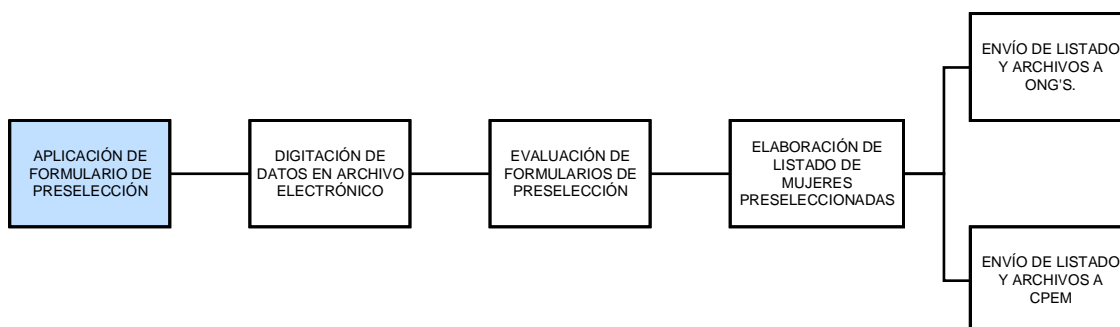 APLICACIÓN DE
FORMULARIO DE
PRESELECCIÓN
DIGITACIÓN DE
DATOS EN ARCHIVO
ELECTRÓNICO
EVALUACIÓN DE
FORMULARIOS DE
PRESELECCIÓN
ELABORACIÓN DE
LISTADO DE
MUJERES
PRESELECCIONADAS
ENVÍO DE LISTADO
Y ARCHIVOS A
ONG'S.
ENVÍO DE LISTADO
Y ARCHIVOS A
CPEM